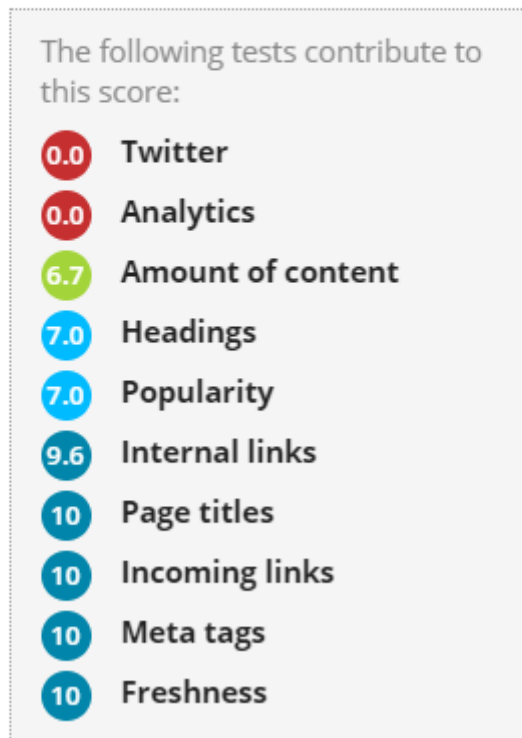 The following tests contribute to
this score:
0.0 Twitter
0.0 Analytics
6.7 Amount of content
7.0 Headings
7.0 Popularity
9.6 Internal links
10 Page titles
10 Incoming links
10 Meta tags
10 Freshness